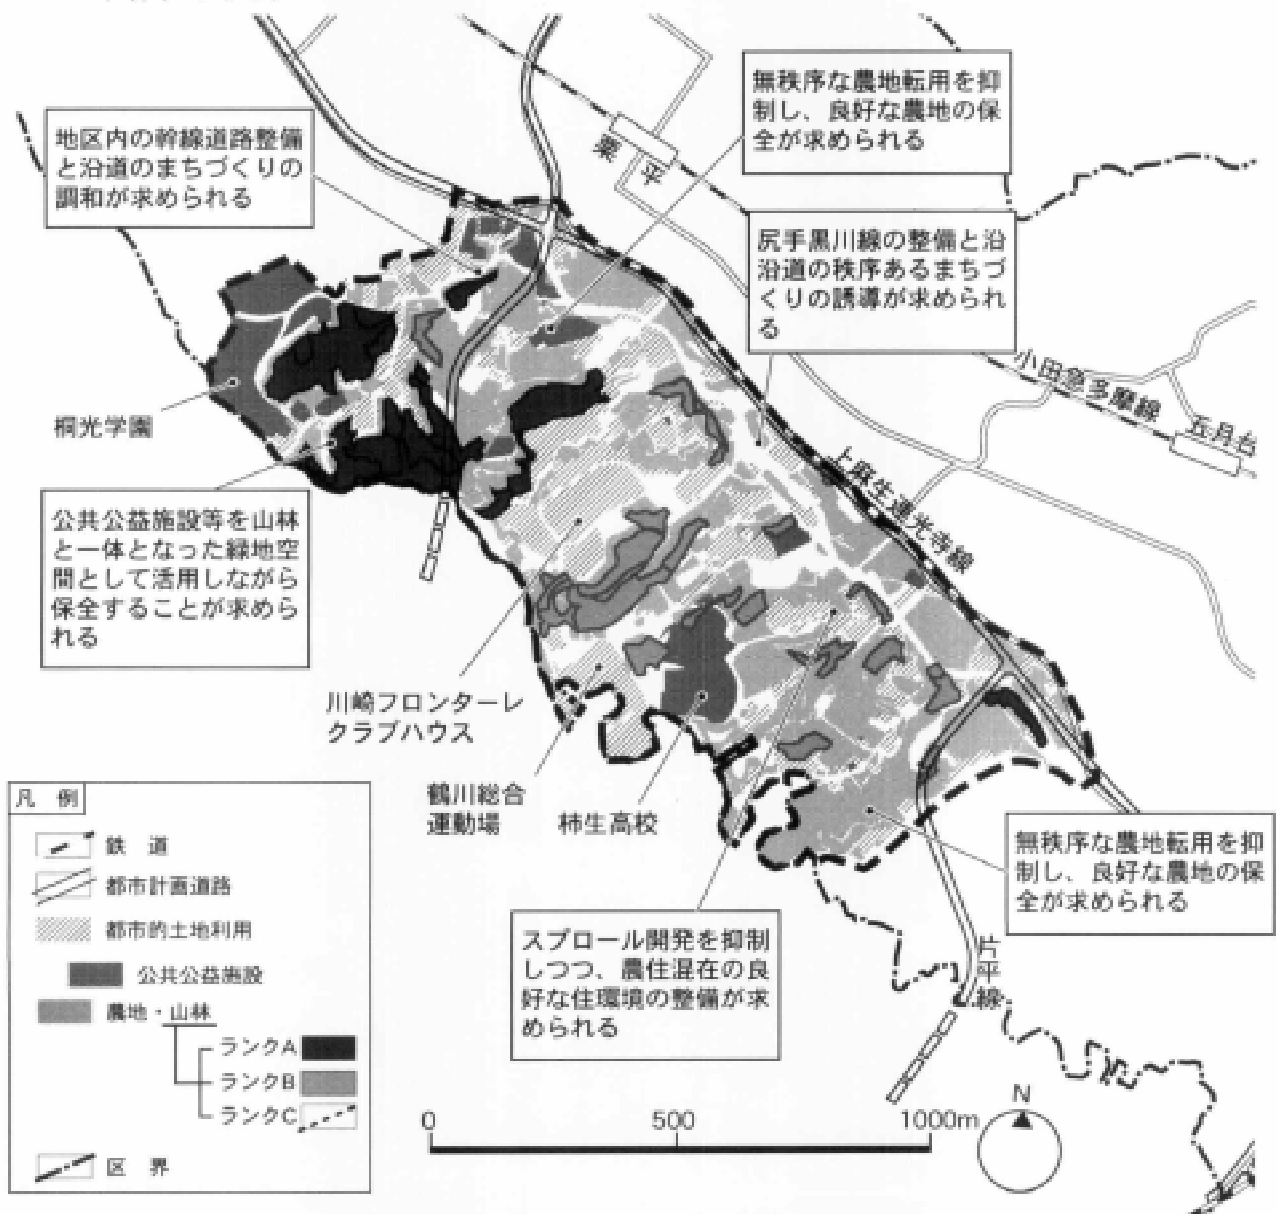 無秩序な農地転用を抑
制し、良好な農地の保
全が求められる
地区内の幹線道路整備
と沿道のまちづくりの
調和が求められる
栗平
尻手黒川線の整備と沿
沿道の秩序あるまちづ
くりの誘導が求められ
る
小田急多摩線
五月台
桐光学園
上麻生連光寺線
公共公益施設等を山林
と一体となった緑地空
間として活用しながら
保全することが求めら
れる
川崎フロンターレ
クラブハウス
鶴川総合
運動場
柿生高校
無秩序な農地転用を抑
制し、良好な農地の保
全が求められる
スプロール開発を抑制
しつつ、農住混在の良
好な住環境の整備が求
められる
片平線
凡 例
鉄 道
都市計画道路
都市的土地利用
公共公益施設
農地・山林
ランクA
ランクB
ランクC
区 界
0 500 1000m
N